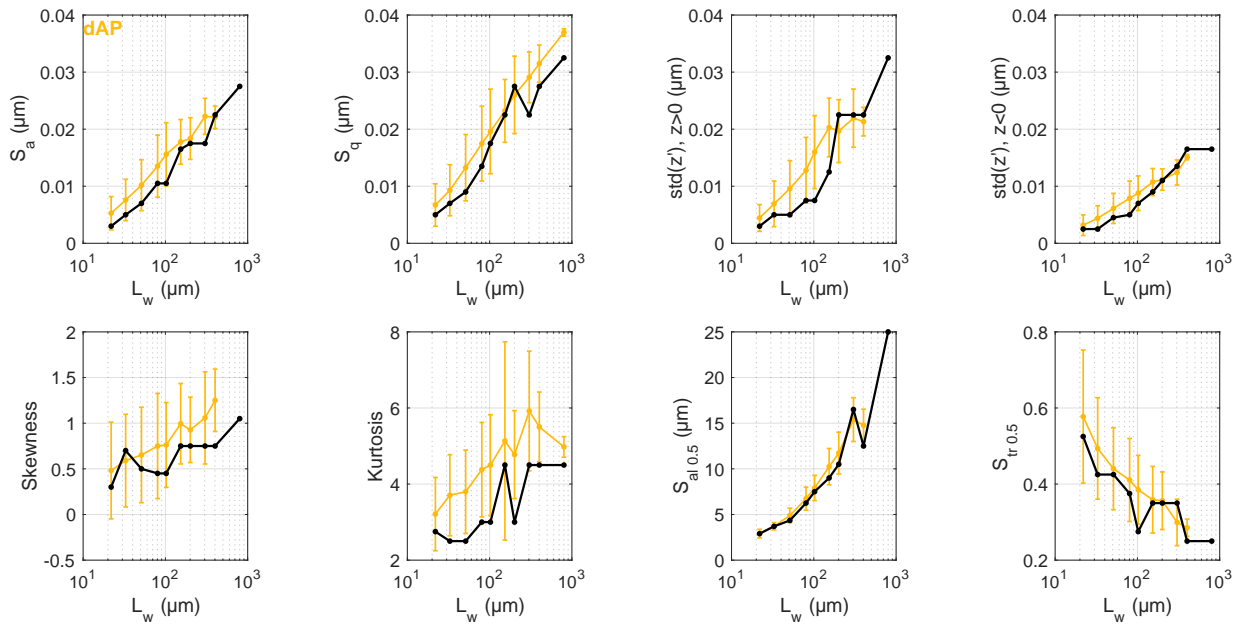 dAP
0.04
0.03
0.02
0.01
0
S_a (µm)
10^1 10^2 10^3
L_w (µm)
0.04
0.03
0.02
0.01
0
S_q (µm)
10^1 10^2 10^3
L_w (µm)
0.04
0.03
0.02
0.01
0
std(z'), z>0 (µm)
10^1 10^2 10^3
L_w (µm)
0.04
0.03
0.02
0.01
0
std(z'), z<0 (µm)
10^1 10^2 10^3
L_w (µm)
2
1.5
1
0.5
0
-0.5
Skewness
10^1 10^2 10^3
L_w (µm)
8
6
4
2
Kurtosis
10^1 10^2 10^3
L_w (µm)
25
20
15
10
5
0
S_al 0.5 (µm)
10^1 10^2 10^3
L_w (µm)
0.8
0.6
0.4
0.2
S_tr 0.5
10^1 10^2 10^3
L_w (µm)